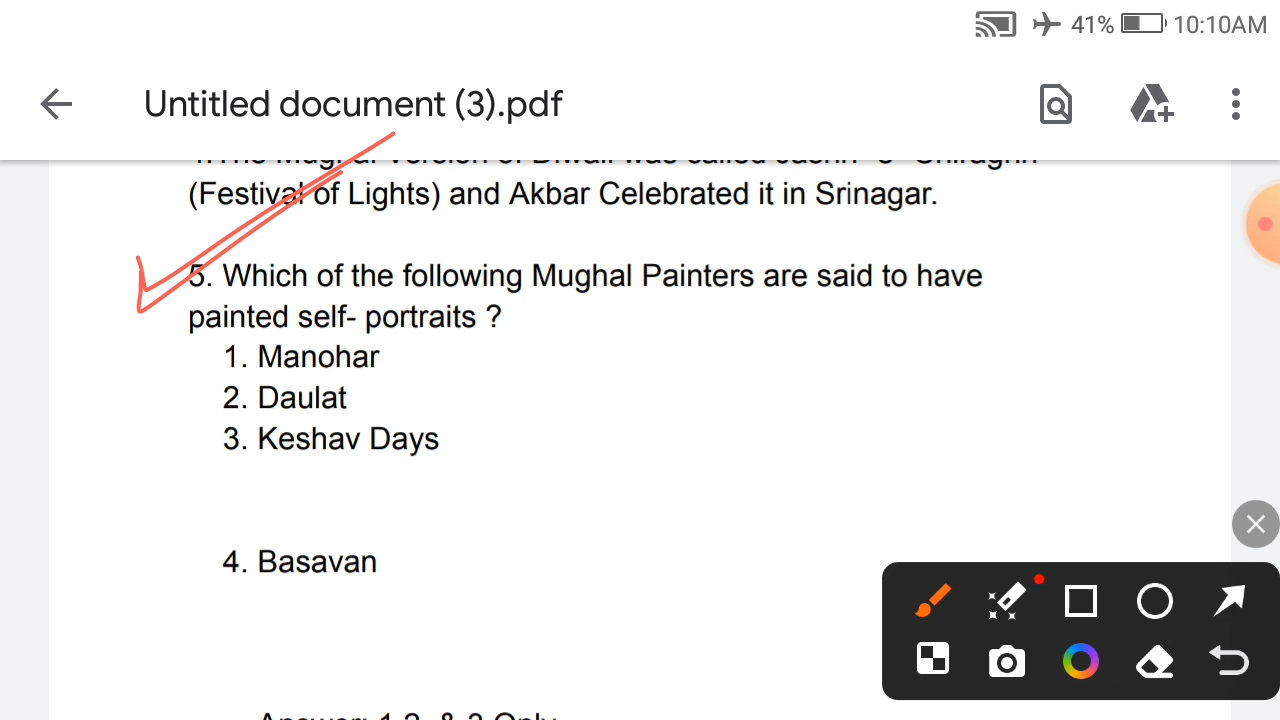 41% 10:10AM
Untitled document (3).pdf
(Festival of Lights) and Akbar Celebrated it in Srinagar.
5. Which of the following Mughal Painters are said to have
painted self- portraits ?
1. Manohar
2. Daulat
3. Keshav Days
4. Basavan